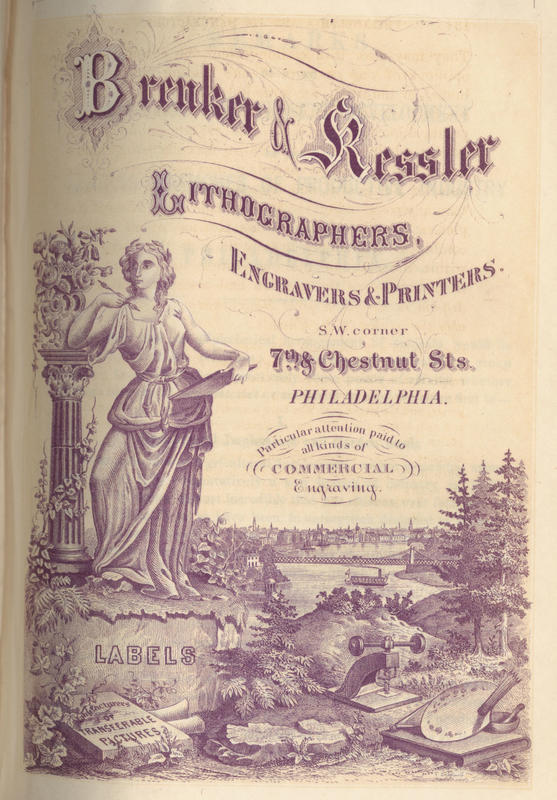 Brenker & Kessler
LITHOGRAPHERS,
ENGRAVERS & PRINTERS.
S.W. corner
7th & Chestnut Sts.
PHILADELPHIA.
Particular attention paid to
all kinds of
COMMERCIAL
Engraving.
LABELS
Manufacturers
OF
TRANSFERABLE
PICTURES